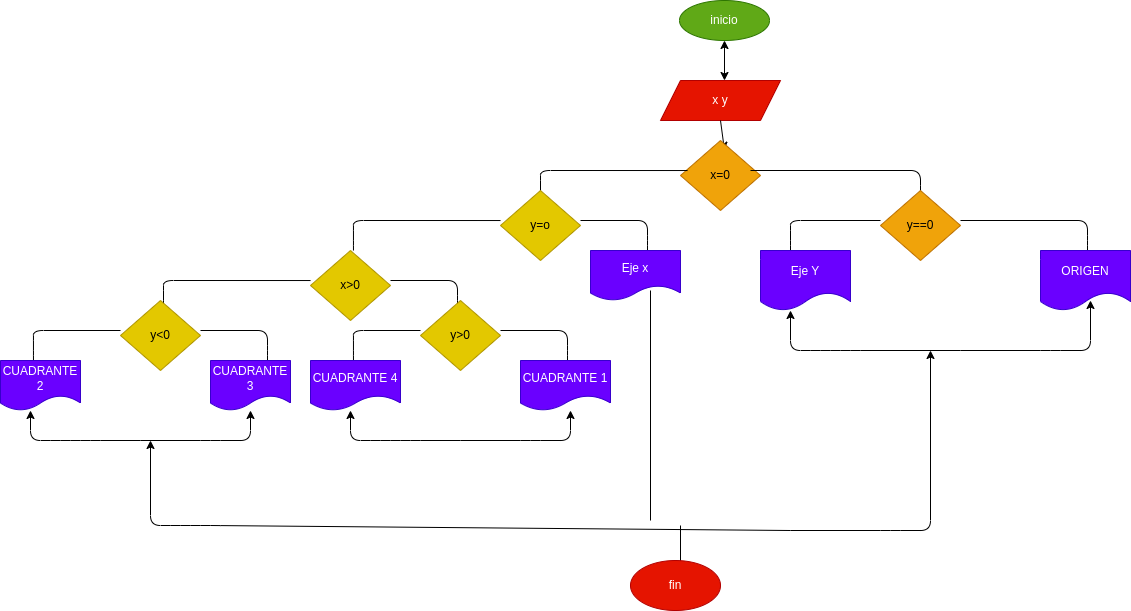 inicio
x y
x=0
y=o
y==0
Eje x
Eje Y
ORIGEN
x>0
y<0
y>0
CUADRANTE
2
CUADRANTE
3
CUADRANTE 4
CUADRANTE 1
fin